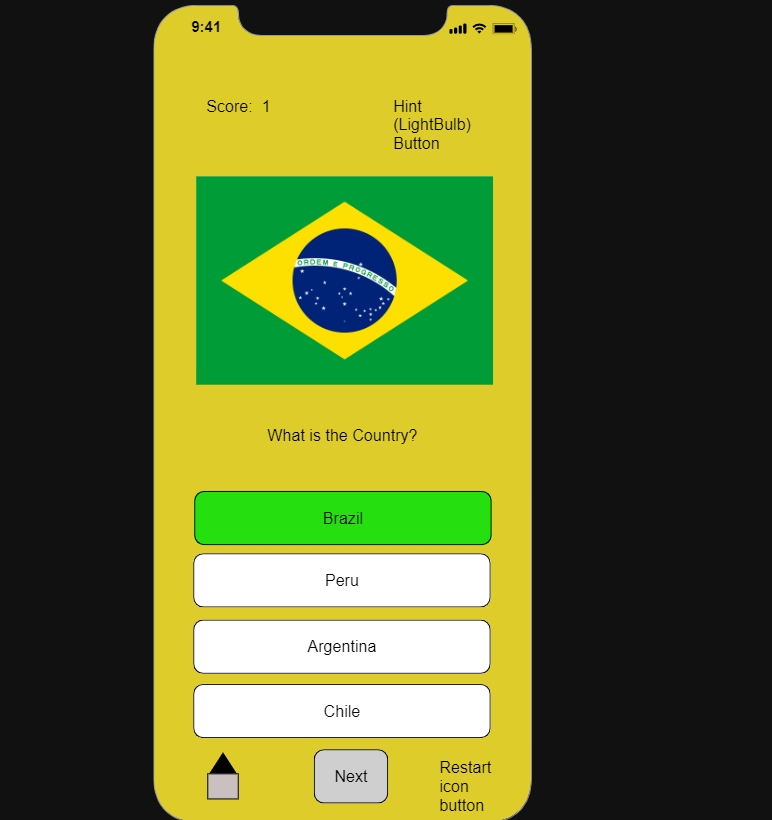 9:41
Score: 1
Hint
(LightBulb)
Button
ORDEM E PROGRESSO
What is the Country?
Brazil
Peru
Argentina
Chile
Next
Restart
icon
button